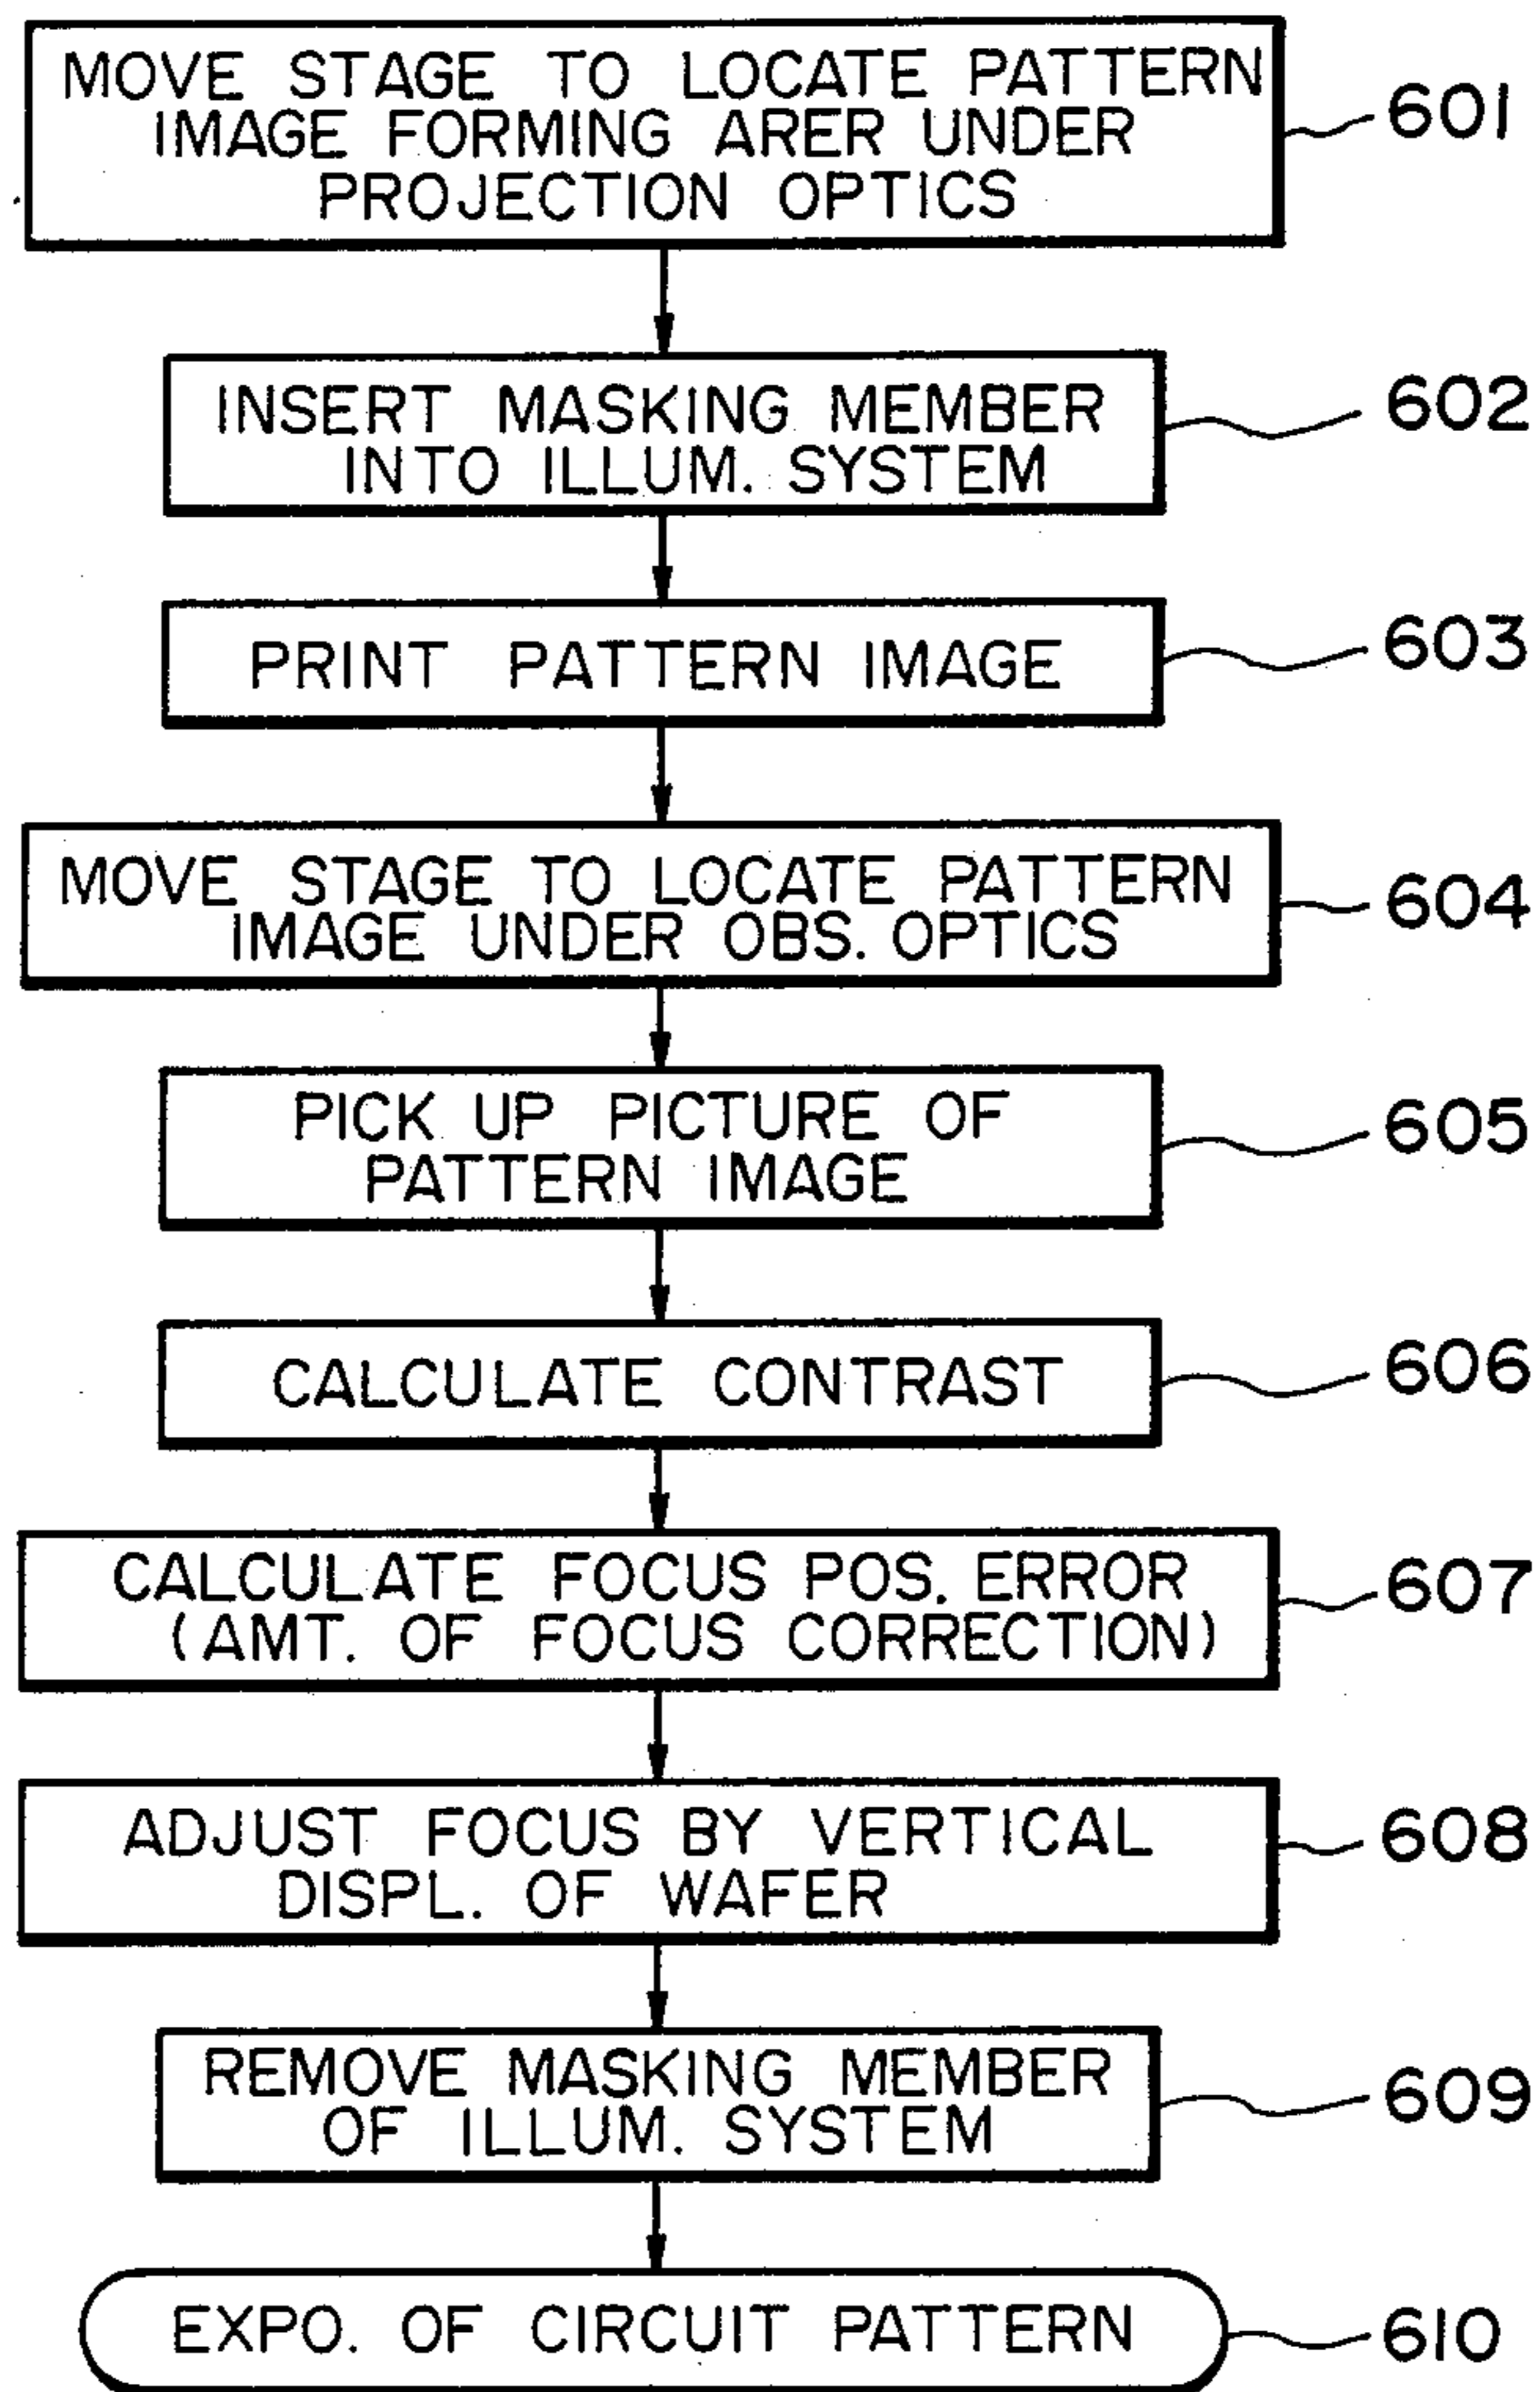 MOVE STAGE TO LOCATE PATTERN
IMAGE FORMING ARER UNDER
PROJECTION OPTICS
601
INSERT MASKING MEMBER
INTO ILLUM. SYSTEM
602
PRINT PATTERN IMAGE
603
MOVE STAGE TO LOCATE PATTERN
IMAGE UNDER OBS. OPTICS
604
PICK UP PICTURE OF
PATTERN IMAGE
605
CALCULATE CONTRAST
606
CALCULATE FOCUS POS. ERROR
(AMT. OF FOCUS CORRECTION)
607
ADJUST FOCUS BY VERTICAL
DISPL. OF WAFER
608
REMOVE MASKING MEMBER
OF ILLUM. SYSTEM
609
EXPO. OF CIRCUIT PATTERN
610